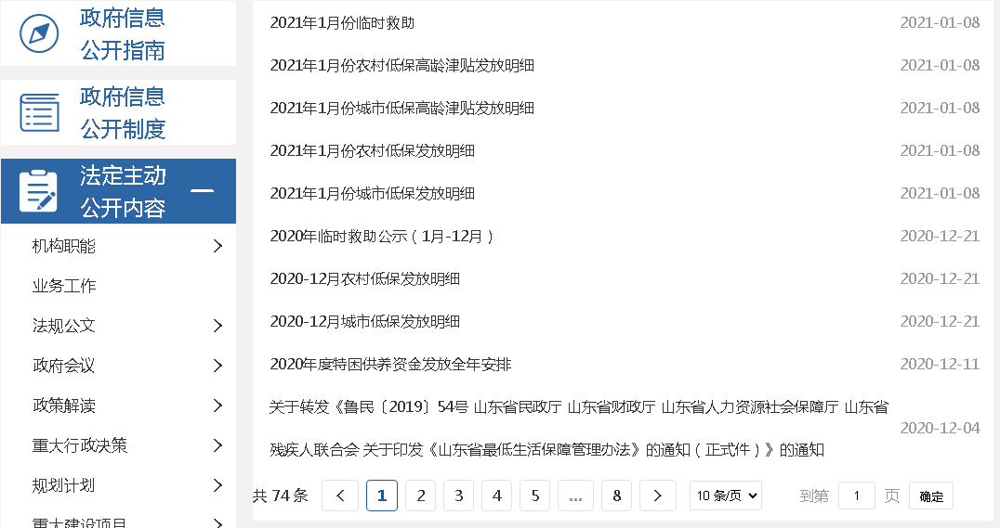 政府信息
公开指南
政府信息
公开制度
法定主动
公开内容
机构职能
业务工作
法规公文
政府会议
政策解读
重大行政决策
规划计划
重大建设项目
2021年1月份临时救助 2021-01-08
2021年1月份农村低保高龄津贴发放明细 2021-01-08
2021年1月份城市低保高龄津贴发放明细 2021-01-08
2021年1月份农村低保发放明细 2021-01-08
2021年1月份城市低保发放明细 2021-01-08
2020年临时救助公示（1月-12月） 2020-12-21
2020-12月农村低保发放明细 2020-12-21
2020-12月城市低保发放明细 2020-12-21
2020年度特困供养资金发放全年安排 2020-12-11
关于转发《鲁民〔2019〕54号 山东省民政厅 山东省财政厅 山东省人力资源社会保障厅 山东省
残疾人联合会 关于印发《山东省最低生活保障管理办法》的通知（正式件）》的通知
2020-12-04
共 74 条 < 1 2 3 4 5 ... 8 > 10 条/页 到第 1 页 确定